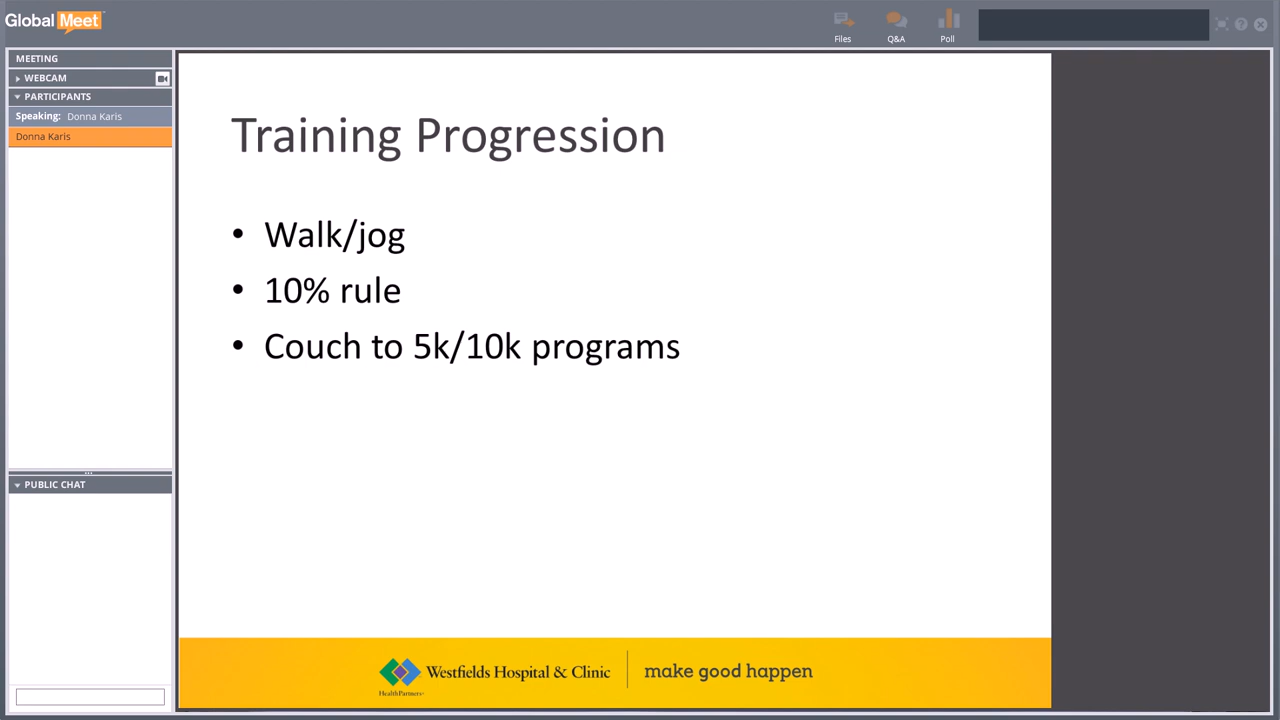 Global Meet
Files
Q&A
Poll
MEETING
WEBCAM
PARTICIPANTS
Speaking: Donna Karis
Donna Karis
PUBLIC CHAT
Training Progression
• Walk/jog
• 10% rule
• Couch to 5k/10k programs
Westfields Hospital & Clinic
HealthPartners
make good happen